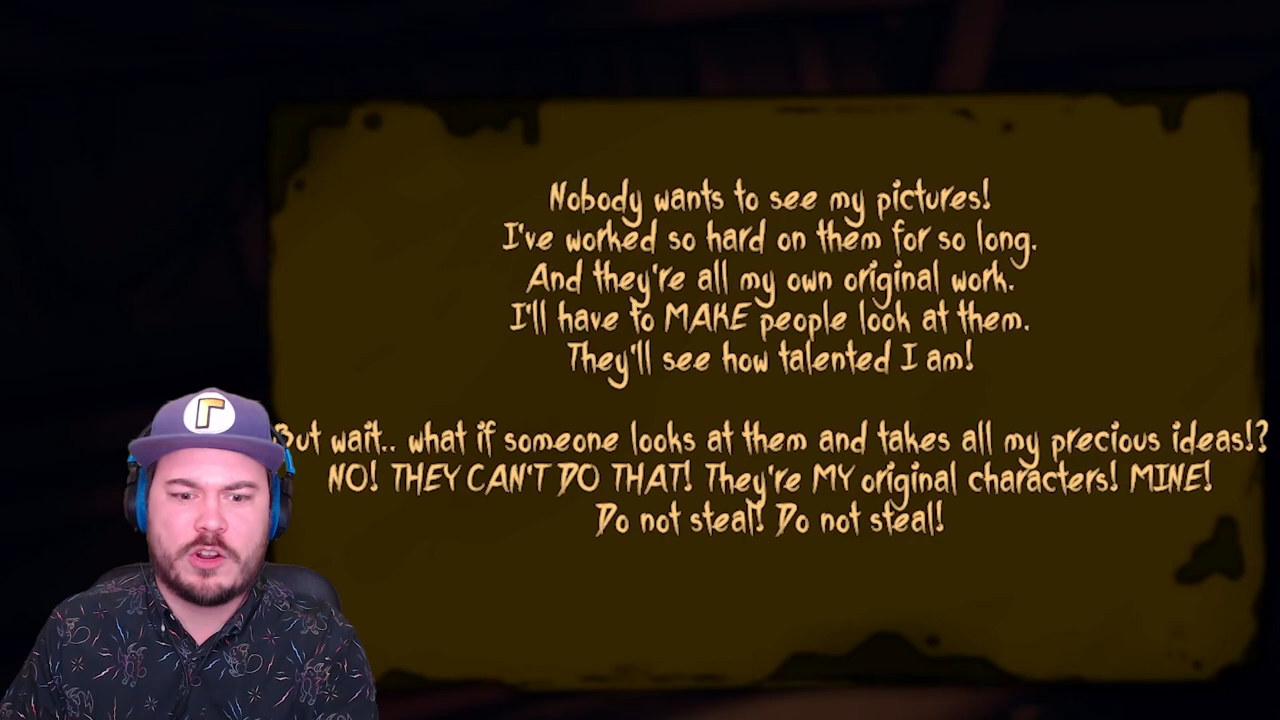 Nobody wants to see my pictures!
I've worked so hard on them for so long.
And they're all my own original work.
I'll have to MAKE people look at them.
They'll see how talented I am!
But wait.. what if someone looks at them and takes all my precious ideas!?
NO! THEY CAN'T DO THAT! They're MY original characters! MINE!
Do not steal! Do not steal!